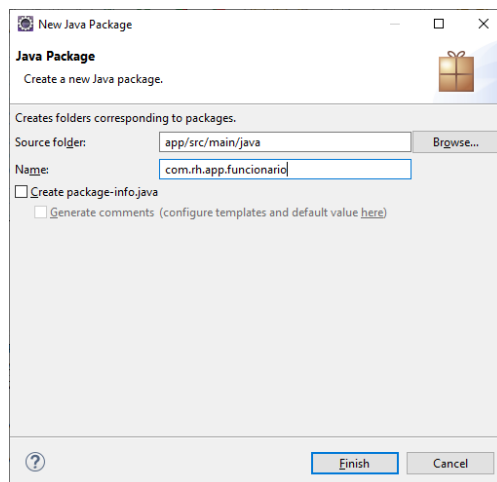 New Java Package
Java Package
Create a new Java package.
Creates folders corresponding to packages.
Source folder: app/src/main/java Browse...
Name: com.rh.app.funcionario
Create package-info.java
Generate comments (configure templates and default value here)
? Finish Cancel